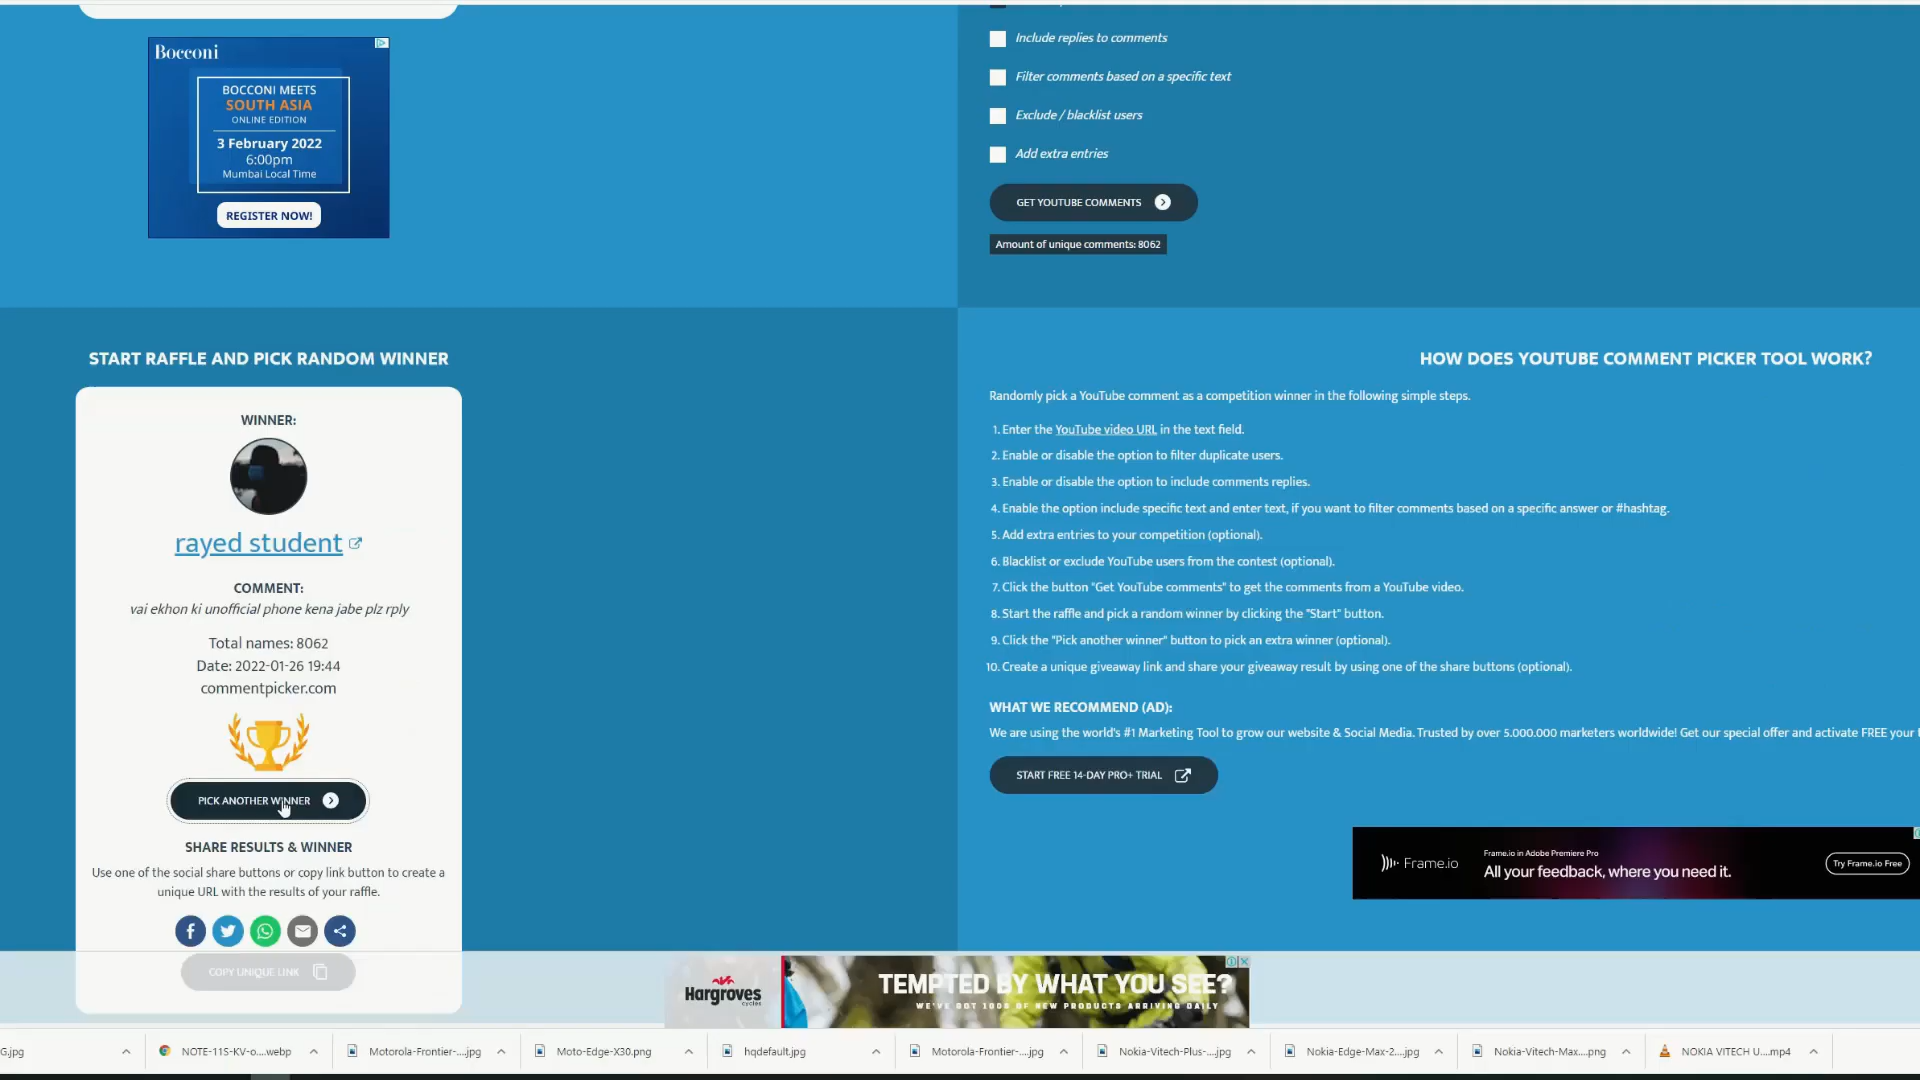 Bocconi
BOCCONI MEETS
SOUTH ASIA
ONLINE EDITION
3 February 2022
6:00pm
Mumbai Local Time
REGISTER NOW!
Include replies to comments
Filter comments based on a specific text
Exclude / blacklist users
Add extra entries
GET YOUTUBE COMMENTS
Amount of unique comments: 8062
START RAFFLE AND PICK RANDOM WINNER
WINNER:
rayed student
COMMENT:
vai ekhon ki unofficial phone kena jabe plz rply
Total names: 8062
Date: 2022-01-26 19:44
commentpicker.com
PICK ANOTHER WINNER
SHARE RESULTS & WINNER
Use one of the social share buttons or copy link button to create a
unique URL with the results of your raffle.
COPY UNIQUE LINK
HOW DOES YOUTUBE COMMENT PICKER TOOL WORK?
Randomly pick a YouTube comment as a competition winner in the following simple steps.
1. Enter the YouTube video URL in the text field.
2. Enable or disable the option to filter duplicate users.
3. Enable or disable the option to include comments replies.
4. Enable the option include specific text and enter text, if you want to filter comments based on a specific answer or #hashtag.
5. Add extra entries to your competition (optional).
6. Blacklist or exclude YouTube users from the contest (optional).
7. Click the button "Get YouTube comments" to get the comments from a YouTube video.
8. Start the raffle and pick a random winner by clicking the "Start" button.
9. Click the "Pick another winner" button to pick an extra winner (optional).
10. Create a unique giveaway link and share your giveaway result by using one of the share buttons (optional).
WHAT WE RECOMMEND (AD):
We are using the world's #1 Marketing Tool to grow our website & Social Media. Trusted by over 5.000.000 marketers worldwide! Get our special offer and activate FREE your
START FREE 14-DAY PRO+ TRIAL
Frame.io
Frame.io in Adobe Premiere Pro
All your feedback, where you need it.
Try Frame.io Free
Hargroves
cycles
TEMPTED BY WHAT YOU SEE?
WE'VE GOT 100S OF NEW PRODUCTS ARRIVING DAILY
G.jpg
NOTE-11S-KV-o....webp
Motorola-Frontier-....jpg
Moto-Edge-X30.png
hqdefault.jpg
Motorola-Frontier-....jpg
Nokia-Vitech-Plus-....jpg
Nokia-Edge-Max-2....jpg
Nokia-Vitech-Max....png
NOKIA VITECH U....mp4